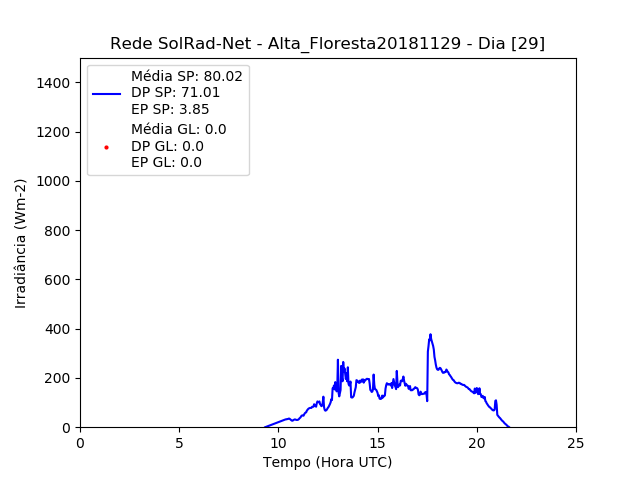 Rede SolRad-Net - Alta_Floresta20181129 - Dia [29]
Média SP: 80.02
DP SP: 71.01
EP SP: 3.85
Média GL: 0.0
DP GL: 0.0
EP GL: 0.0
1400
1200
1000
800
600
400
200
0
Irradiância (Wm-2)
0 5 10 15 20 25
Tempo (Hora UTC)